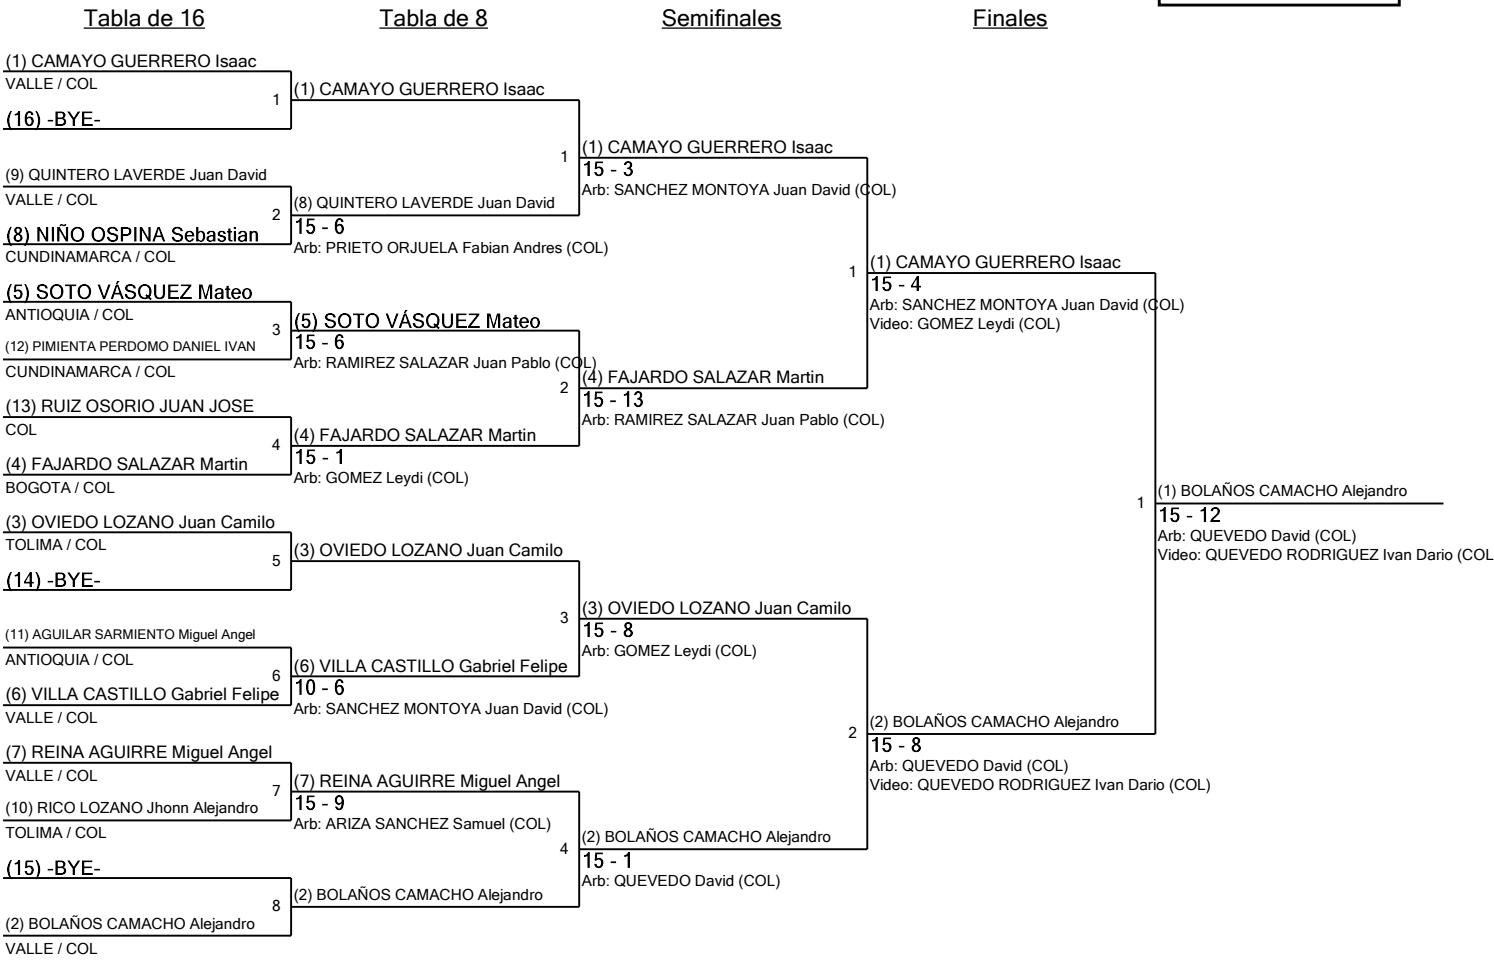 Tabla de 16
Tabla de 8
Semifinales
Finales
(1) CAMAYO GUERRERO Isaac
VALLE / COL
1
(16) -BYE-
(9) QUINTERO LAVERDE Juan David
VALLE / COL
2
(8) NIÑO OSPINA Sebastian
CUNDINAMARCA / COL
(5) SOTO VÁSQUEZ Mateo
ANTIOQUIA / COL
3
(12) PIMIENTA PERDOMO DANIEL IVAN
CUNDINAMARCA / COL
(13) RUIZ OSORIO JUAN JOSE
COL
4
(4) FAJARDO SALAZAR Martin
BOGOTA / COL
(3) OVIEDO LOZANO Juan Camilo
TOLIMA / COL
5
(14) -BYE-
(11) AGUILAR SARMIENTO Miguel Angel
ANTIOQUIA / COL
6
(6) VILLA CASTILLO Gabriel Felipe
VALLE / COL
(7) REINA AGUIRRE Miguel Angel
VALLE / COL
7
(10) RICO LOZANO Jhonn Alejandro
TOLIMA / COL
(15) -BYE-
8
(2) BOLAÑOS CAMACHO Alejandro
VALLE / COL
(1) CAMAYO GUERRERO Isaac
1
(8) QUINTERO LAVERDE Juan David
15 - 6
Arb: PRIETO ORJUELA Fabian Andres (COL)
(5) SOTO VÁSQUEZ Mateo
15 - 6
Arb: RAMIREZ SALAZAR Juan Pablo (COL)
2
(4) FAJARDO SALAZAR Martin
15 - 1
Arb: GOMEZ Leydi (COL)
(3) OVIEDO LOZANO Juan Camilo
3
(6) VILLA CASTILLO Gabriel Felipe
10 - 6
Arb: SANCHEZ MONTOYA Juan David (COL)
(7) REINA AGUIRRE Miguel Angel
15 - 9
Arb: ARIZA SANCHEZ Samuel (COL)
4
(2) BOLAÑOS CAMACHO Alejandro
(1) CAMAYO GUERRERO Isaac
15 - 3
Arb: SANCHEZ MONTOYA Juan David (COL)
1
(4) FAJARDO SALAZAR Martin
15 - 13
Arb: RAMIREZ SALAZAR Juan Pablo (COL)
(3) OVIEDO LOZANO Juan Camilo
15 - 8
Arb: GOMEZ Leydi (COL)
2
(2) BOLAÑOS CAMACHO Alejandro
15 - 1
Arb: QUEVEDO David (COL)
(1) CAMAYO GUERRERO Isaac
15 - 4
Arb: SANCHEZ MONTOYA Juan David (COL)
Video: GOMEZ Leydi (COL)
1
(2) BOLAÑOS CAMACHO Alejandro
15 - 8
Arb: QUEVEDO David (COL)
Video: QUEVEDO RODRIGUEZ Ivan Dario (COL)
(1) BOLAÑOS CAMACHO Alejandro
15 - 12
Arb: QUEVEDO David (COL)
Video: QUEVEDO RODRIGUEZ Ivan Dario (COL